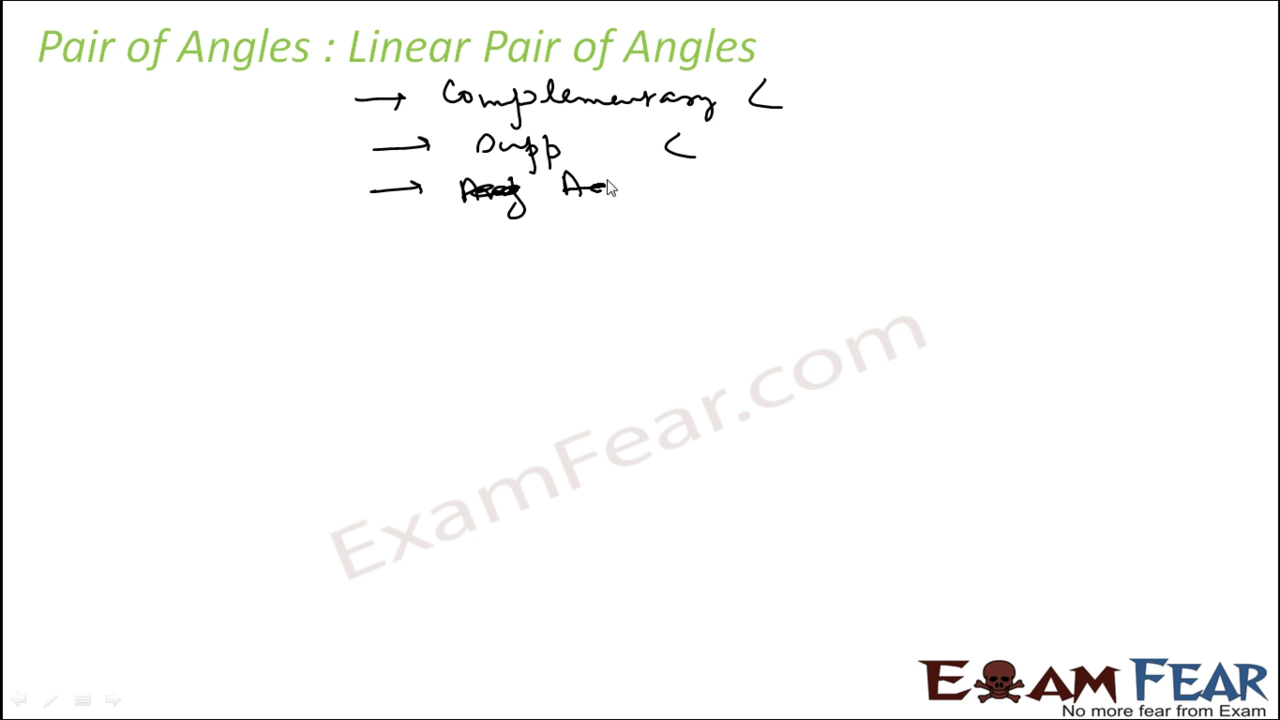 Pair of Angles : Linear Pair of Angles
→ Complementary <
→ Supp <
→
ExamFear.com
EXAM FEAR
No more fear from Exam